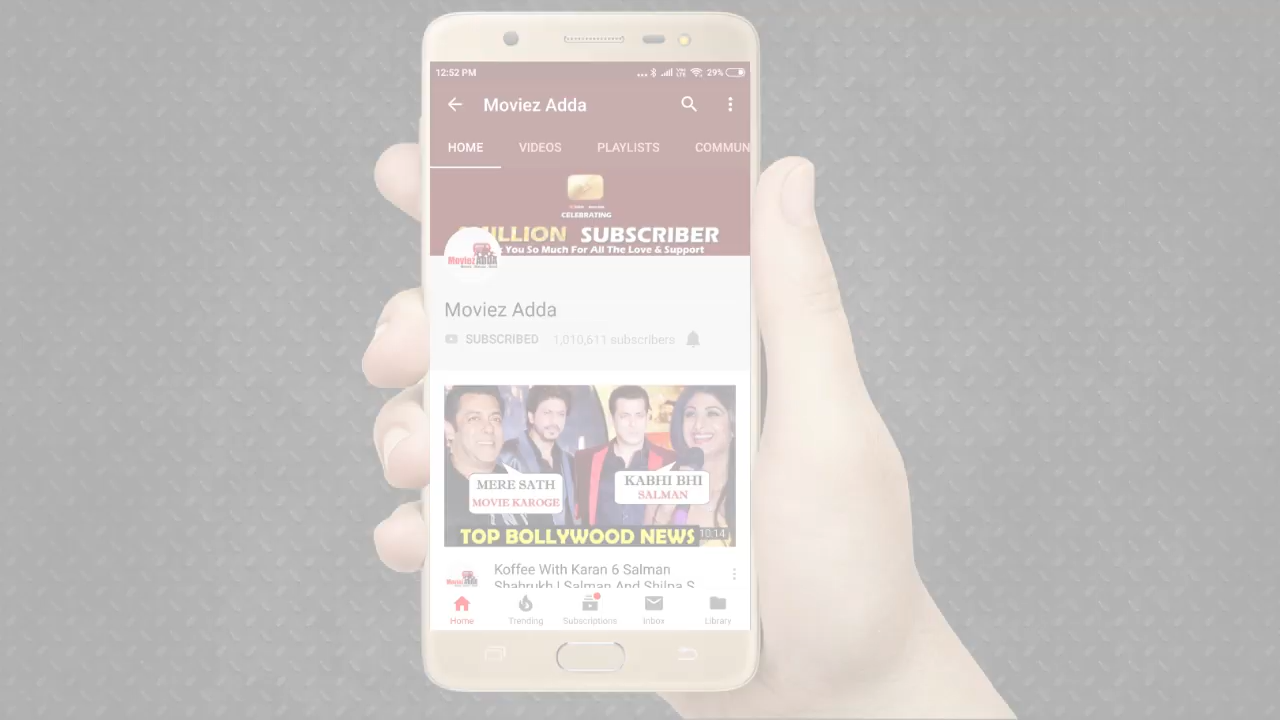 12:52 PM
29%
Moviez Adda
HOME VIDEOS PLAYLISTS COMMUN
CELEBRATING
ILLION SUBSCRIBER
k You So Much For All The Love & Support
Moviez Adda
Moviez Adda
SUBSCRIBED 1,010,611 subscribers
MERE SATH
MOVIE KAROGE
KABHI BHI
SALMAN
TOP BOLLYWOOD NEWS
10:14
Koffee With Karan 6 Salman
Shahrukh | Salman And Shilpa S
Home Trending Subscriptions Inbox Library